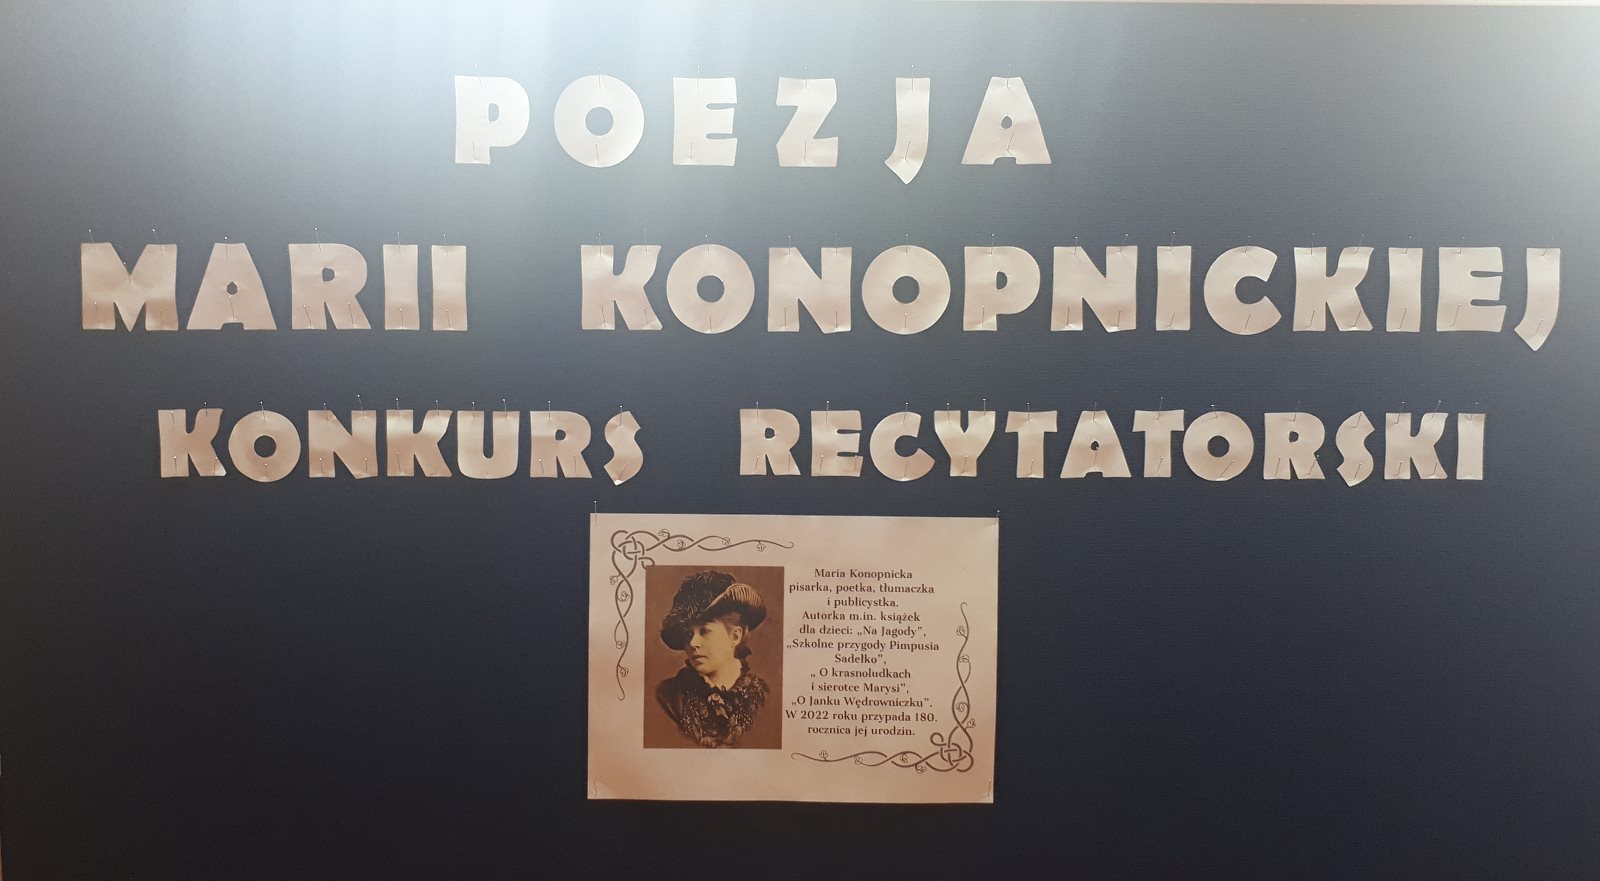 POEZJA
MARII KONOPNICKIEJ
KONKURS RECYTATORSKI
Maria Konopnicka
pisarka, poetka, tłumaczka
i publicystka.
Autorka m.in. książek
dla dzieci: „Na Jagody”,
„Szkolne przygody Pimpusia
Sadełko”,
„ O krasnoludkach
i sierotce Marysi”,
„O Janku Wędrowniczku”.
W 2022 roku przypada 180.
rocznica jej urodzin.